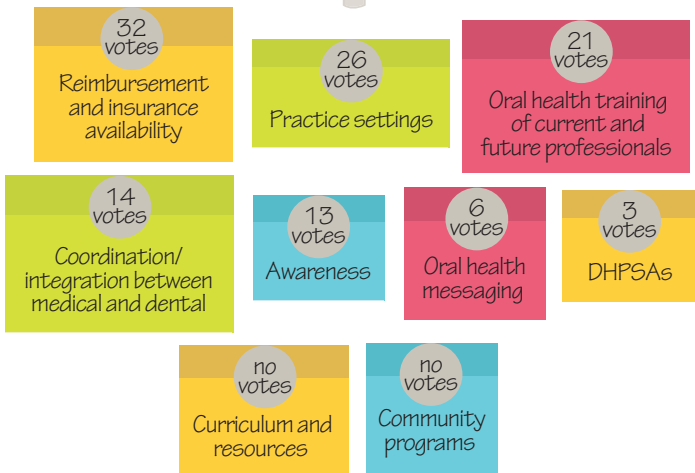 32
votes
Reimbursement
and insurance
availability
26
votes
Practice settings
21
votes
Oral health training
of current and
future professionals
14
votes
Coordination/
integration between
medical and dental
13
votes
Awareness
6
votes
Oral health
messaging
3
votes
DHPSAs
no
votes
Curriculum and
resources
no
votes
Community
programs